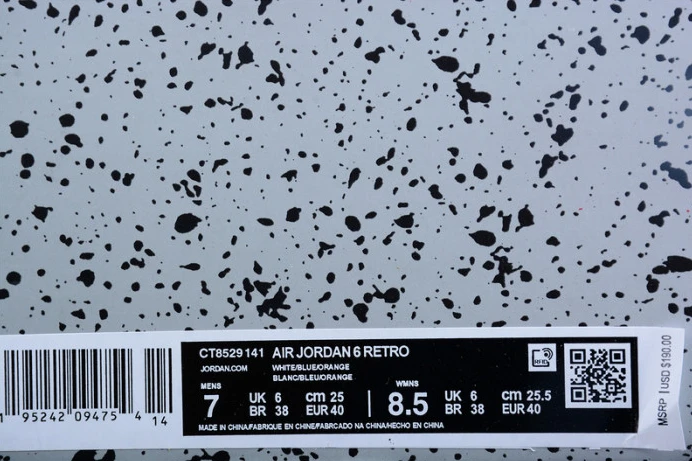 CT8529 141 AIR JORDAN 6 RETRO
JORDAN.COM WHITE/BLUE/ORANGE
BLANC/BLEU/ORANGE
RFID
MENS 7 UK 6 cm 25 BR 38 EUR 40
WMNS 8.5 UK 6 cm 25.5 BR 38 EUR 40
MADE IN CHINA/FABRIQUE EN CHINE/FABRCADO NA CHINA/HECHO EN CHINA
1 95242 09475 4 14
MSRP | USD $190.00